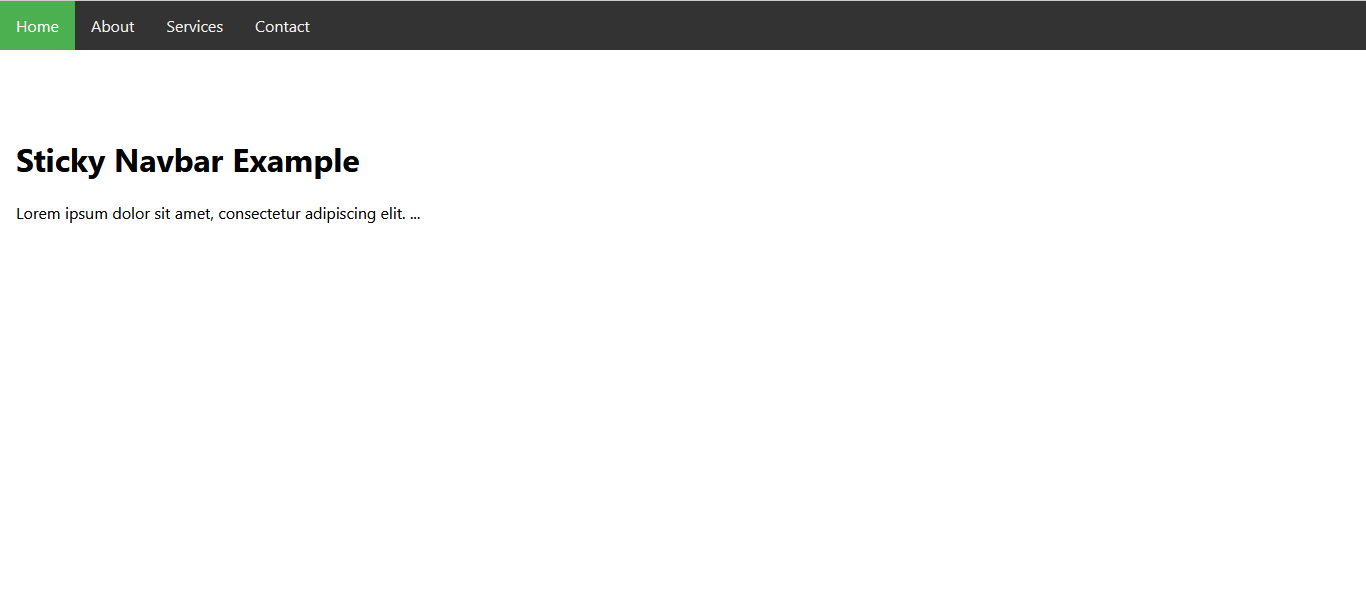 Home About Services Contact
Sticky Navbar Example
Lorem ipsum dolor sit amet, consectetur adipiscing elit. ...